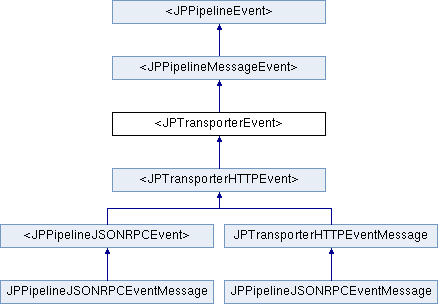 <JPPipelineEvent>
<JPPipelineMessageEvent>
<JPTransporterEvent>
<JPTransporterHTTPEvent>
<JPPipelineJSONRPCEvent>
JPTransporterHTTPEventMessage
JPPipelineJSONRPCEventMessage
JPPipelineJSONRPCEventMessage